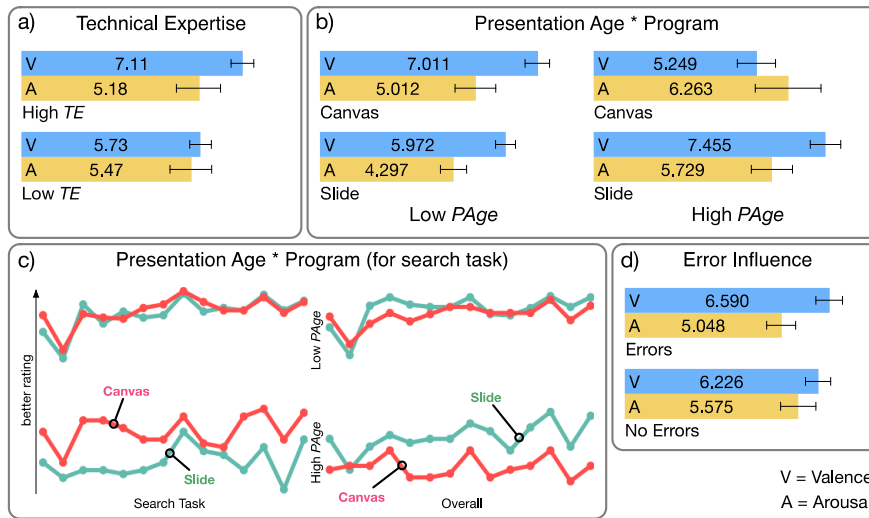 a) Technical Expertise
V 7.11
A 5.18
High TE
V 5.73
A 5.47
Low TE
b) Presentation Age * Program
V 7.011
A 5.012
Canvas
V 5.972
A 4.297
Slide
Low PAge
V 5.249
A 6.263
Canvas
V 7.455
A 5.729
Slide
High PAge
c) Presentation Age * Program (for search task)
better rating
Low PAge
Canvas
Slide
High PAge
Slide
Canvas
Search Task
Overall
d) Error Influence
V 6.590
A 5.048
Errors
V 6.226
A 5.575
No Errors
V = Valence
A = Arousa